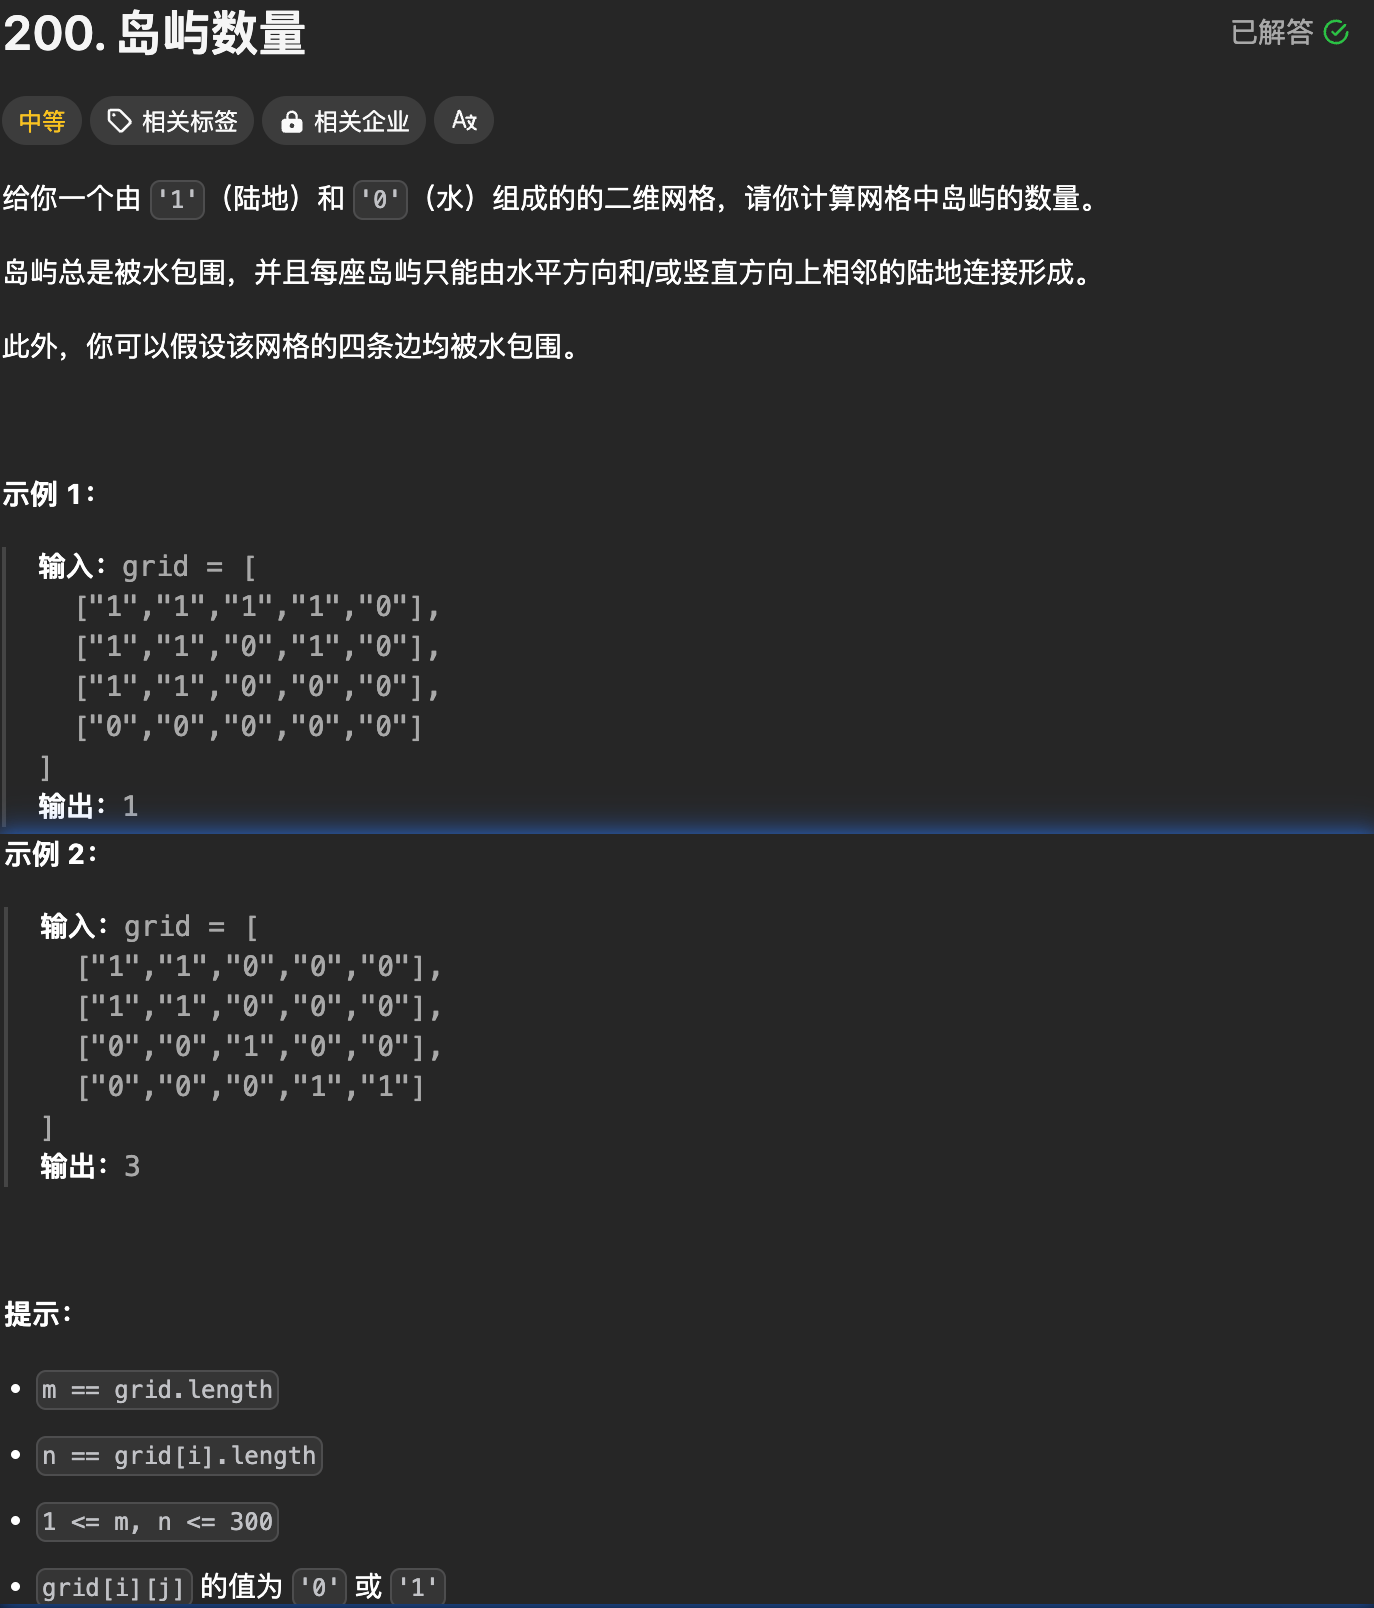 200. 岛屿数量
已解答
中等
相关标签
相关企业
给你一个由 '1'（陆地）和 '0'（水）组成的的二维网格，请你计算网格中岛屿的数量。
岛屿总是被水包围，并且每座岛屿只能由水平方向和/或竖直方向上相邻的陆地连接形成。
此外，你可以假设该网格的四条边均被水包围。
示例 1：
输入：grid = [
["1","1","1","1","0"],
["1","1","0","1","0"],
["1","1","0","0","0"],
["0","0","0","0","0"]
]
输出：1
示例 2：
输入：grid = [
["1","1","0","0","0"],
["1","1","0","0","0"],
["0","0","1","0","0"],
["0","0","0","1","1"]
]
输出：3
提示：
• m == grid.length
• n == grid[i].length
• 1 <= m, n <= 300
• grid[i][j] 的值为 '0' 或 '1'